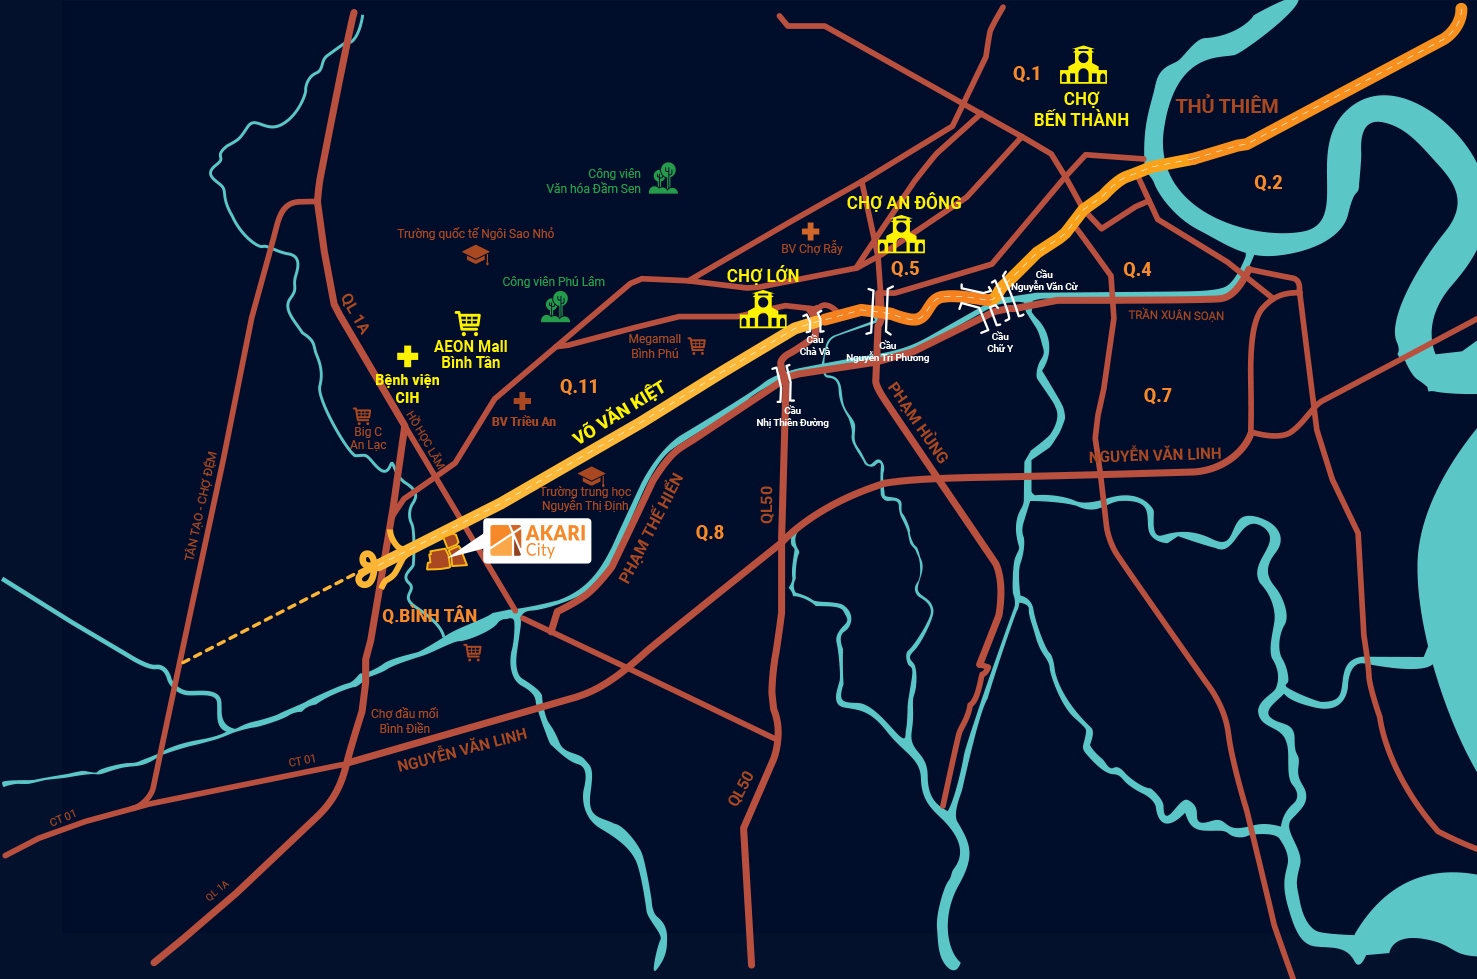 Q.1
CHỢ
BẾN THÀNH
THỦ THIÊM
Q.2
Công viên
Văn hóa Đầm Sen
CHỢ AN ĐÔNG
Trường quốc tế Ngôi Sao Nhỏ
BV Chợ Rẫy
Q.5
Q.4
CHỢ LỚN
Cầu
Nguyễn Văn Cừ
Công viên Phú Lâm
QL 1A
TRẦN XUÂN SOẠN
AEON Mall
Bình Tân
Megamall
Bình Phú
Cầu
Chà Và
Cầu
Nguyễn Tri Phương
Cầu
Chữ Y
Bệnh viện
CIH
Q.11
VÕ VĂN KIỆT
PHẠM HÙNG
Q.7
BV Triều An
Cầu
Nhị Thiên Đường
Big C
An Lạc
HỒ HỌC LÃM
NGUYỄN VĂN LINH
TÂN TẠO - CHỢ ĐỆM
Trường trung học
Nguyễn Thị Định
QL50
PHẠM THẾ HIỂN
Q.8
AKARI
City
Q.BÌNH TÂN
Chợ đầu mối
Bình Điền
NGUYỄN VĂN LINH
CT 01
QL50
CT 01
QL 1A